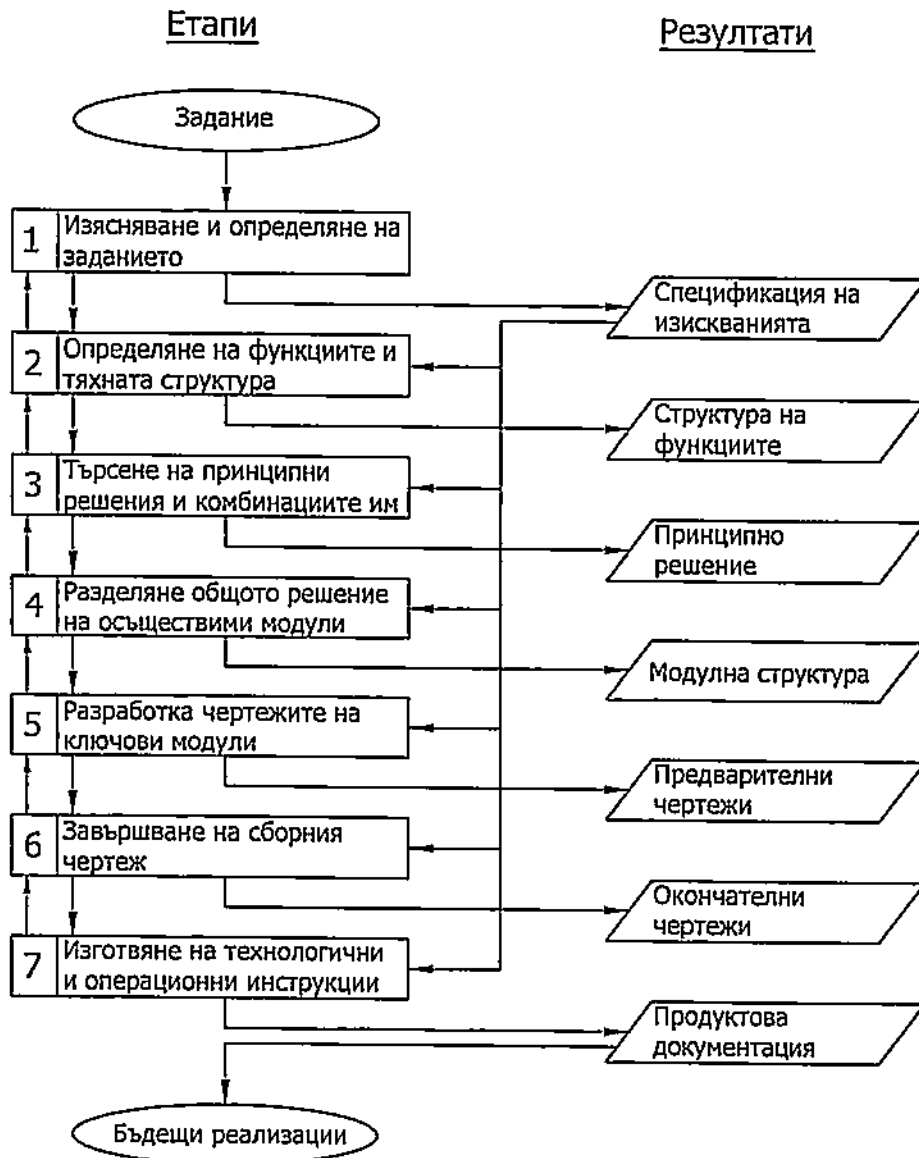 Етапи
Резултати
Задание
1
Изясняване и определяне на
заданието
Спецификация на
изискванията
2
Определяне на функциите и
тяхната структура
Структура на
функциите
3
Търсене на принципни
решения и комбинациите им
Принципно
решение
4
Разделяне общото решение
на осъществими модули
Модулна структура
5
Разработка чертежите на
ключови модули
Предварителни
чертежи
6
Завършване на сборния
чертеж
Окончателни
чертежи
7
Изготвяне на технологични
и операционни инструкции
Продуктова
документация
Бъдещи реализации